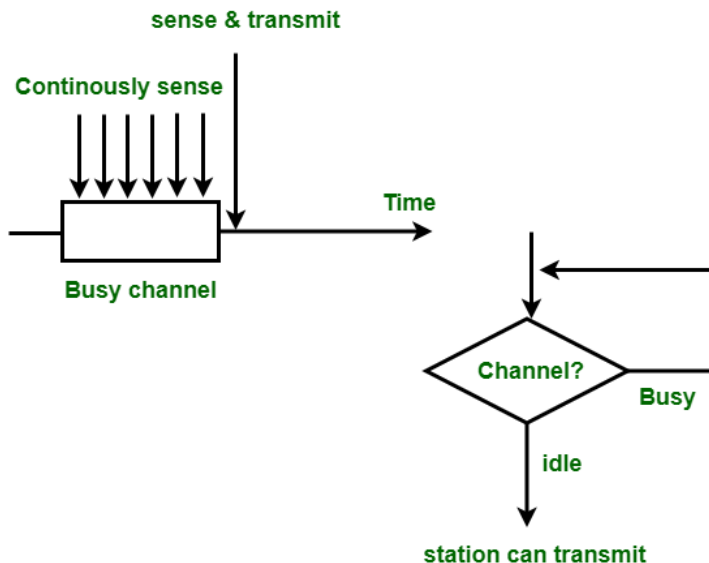 sense & transmit
Continously sense
Time
Busy channel
Channel?
Busy
idle
station can transmit